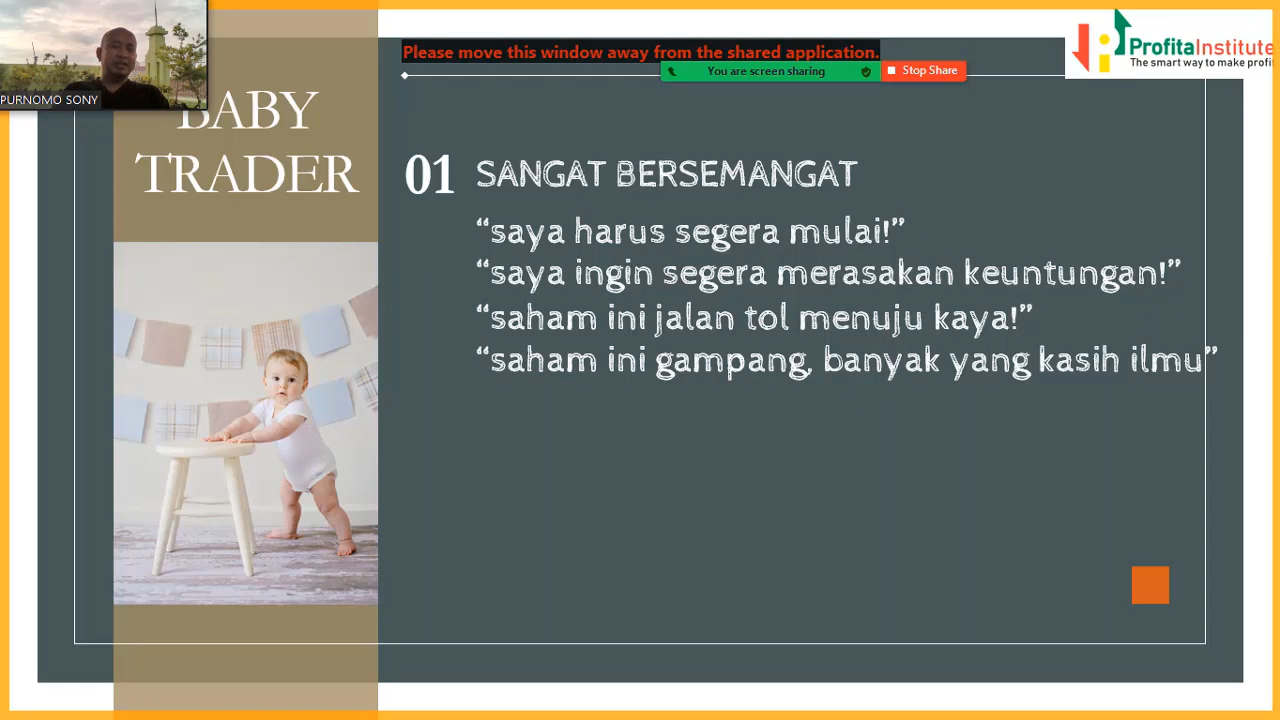 PURNOMO SONY
Please move this window away from the shared application.
You are screen sharing
Stop Share
ProfitaInstitute
The smart way to make profi
BABY
TRADER
01 SANGAT BERSEMANGAT
“saya harus segera mulai!”
“saya ingin segera merasakan keuntungan!”
“saham ini jalan tol menuju kaya!”
“saham ini gampang, banyak yang kasih ilmu”